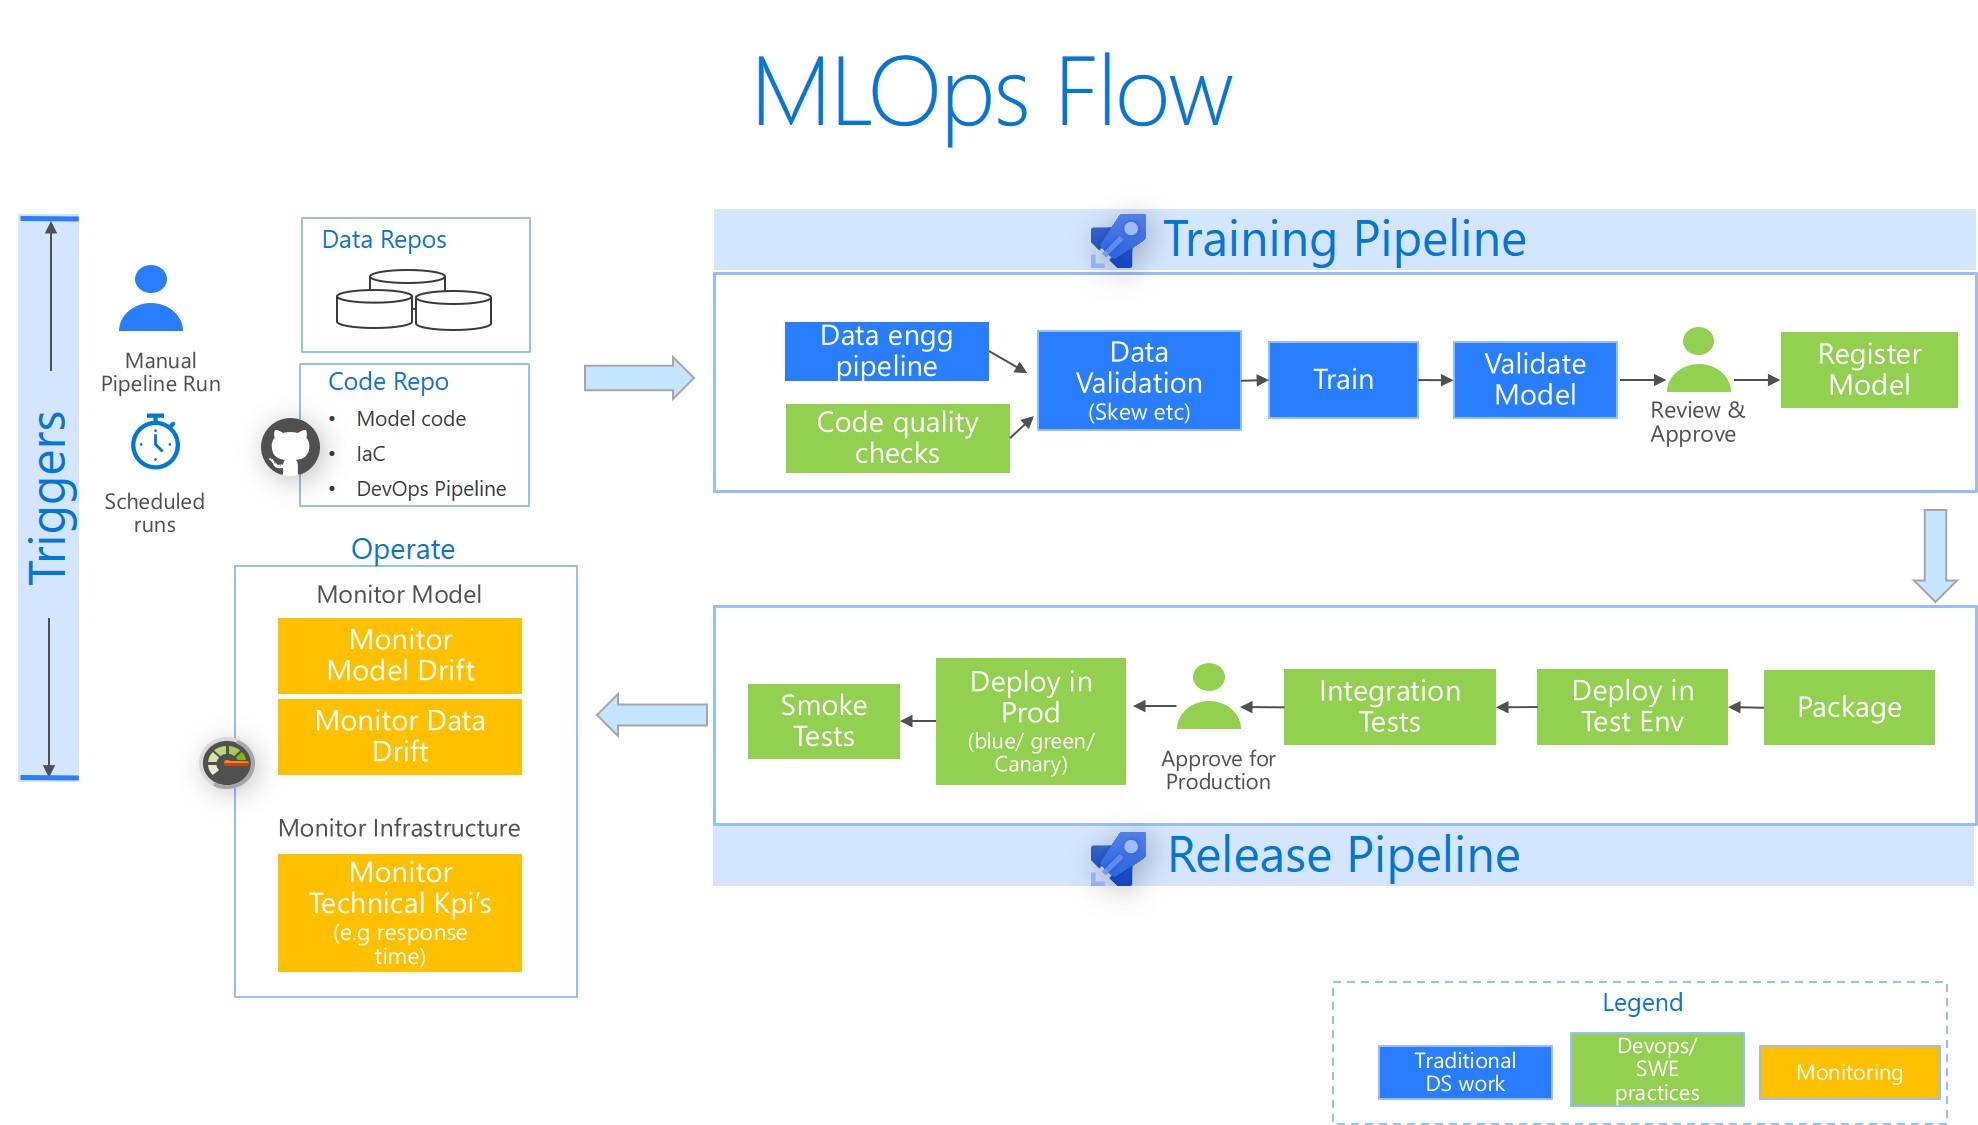 MLOps Flow
Triggers
Manual
Pipeline Run
Scheduled
runs
Data Repos
Code Repo
• Model code
• IaC
• DevOps Pipeline
Training Pipeline
Data engg
pipeline
Code quality
checks
Data
Validation
(Skew etc)
Train
Validate
Model
Review &
Approve
Register
Model
Package
Deploy in
Test Env
Integration
Tests
Approve for
Production
Deploy in
Prod
(blue/ green/
Canary)
Smoke
Tests
Release Pipeline
Operate
Monitor Model
Monitor
Model Drift
Monitor Data
Drift
Monitor Infrastructure
Monitor
Technical Kpi’s
(e.g response
time)
Legend
Traditional
DS work
Devops/
SWE
practices
Monitoring